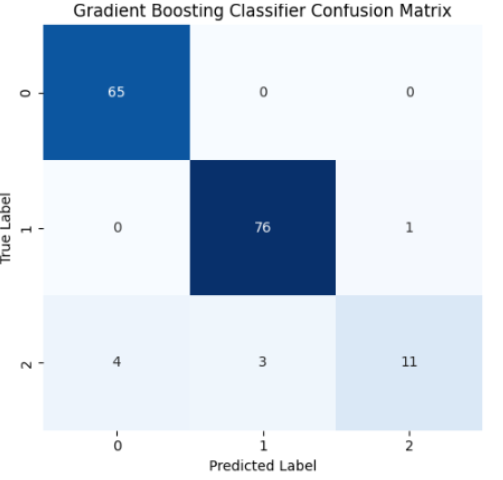 Gradient Boosting Classifier Confusion Matrix
True Label
0
65 0 0
1
0 76 1
2
4 3 11
0 1 2
Predicted Label